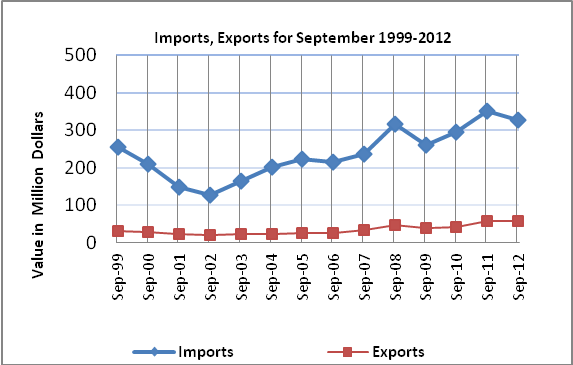 Imports, Exports for September 1999-2012
Value in Million Dollars
500
400
300
200
100
0
Sep-99
Sep-00
Sep-01
Sep-02
Sep-03
Sep-04
Sep-05
Sep-06
Sep-07
Sep-08
Sep-09
Sep-10
Sep-11
Sep-12
Imports
Exports